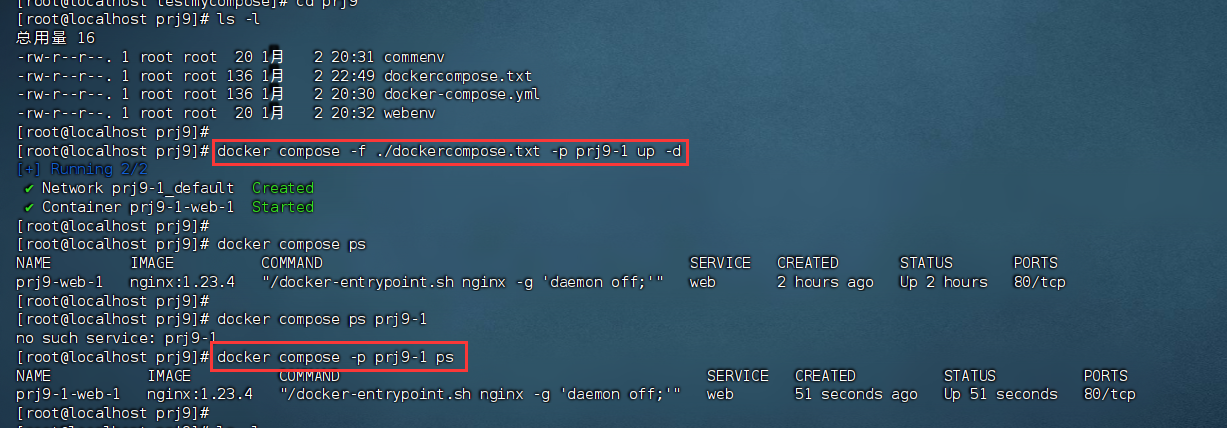 [root@localhost testmycompose]# cd prj9
[root@localhost prj9]# ls -l
总用量 16
-rw-r--r--. 1 root root  20 1月   2 20:31 commenv
-rw-r--r--. 1 root root 136 1月   2 22:49 dockercompose.txt
-rw-r--r--. 1 root root 136 1月   2 20:30 docker-compose.yml
-rw-r--r--. 1 root root  20 1月   2 20:32 webenv
[root@localhost prj9]#
[root@localhost prj9]# docker compose -f ./dockercompose.txt -p prj9-1 up -d
[+] Running 2/2
✔ Network prj9-1_default  Created
✔ Container prj9-1-web-1  Started
[root@localhost prj9]#
[root@localhost prj9]# docker compose ps
NAME         IMAGE          COMMAND                                          SERVICE   CREATED       STATUS       PORTS
prj9-web-1   nginx:1.23.4   "/docker-entrypoint.sh nginx -g 'daemon off;'"   web       2 hours ago   Up 2 hours   80/tcp
[root@localhost prj9]#
[root@localhost prj9]# docker compose ps prj9-1
no such service: prj9-1
[root@localhost prj9]# docker compose -p prj9-1 ps
NAME           IMAGE          COMMAND                                          SERVICE   CREATED          STATUS          PORTS
prj9-1-web-1   nginx:1.23.4   "/docker-entrypoint.sh nginx -g 'daemon off;'"   web       51 seconds ago   Up 51 seconds   80/tcp
[root@localhost prj9]#